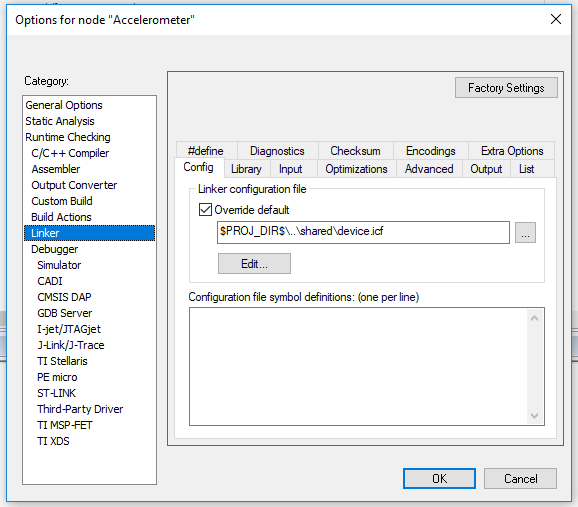 Options for node "Accelerometer"
Category:
Factory Settings
General Options
Static Analysis
Runtime Checking
C/C++ Compiler
Assembler
Output Converter
Custom Build
Build Actions
Linker
Debugger
Simulator
CADI
CMSIS DAP
GDB Server
I-jet/JTAGjet
J-Link/J-Trace
TI Stellaris
PE micro
ST-LINK
Third-Party Driver
TI MSP-FET
TI XDS
#define Diagnostics Checksum Encodings Extra Options
Config Library Input Optimizations Advanced Output List
Linker configuration file
Override default
$PROJ_DIR$\..\shared\device.icf
...
Edit...
Configuration file symbol definitions: (one per line)
OK Cancel